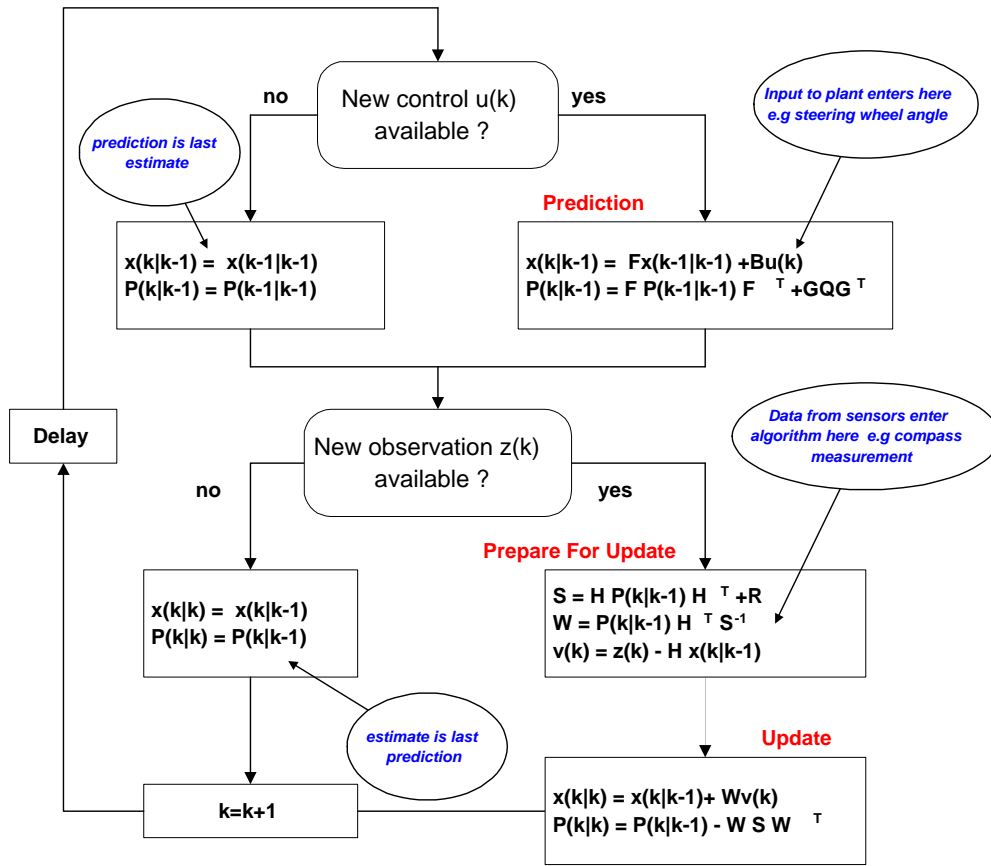 New control u(k)
available ?
no
yes
Input to plant enters here
e.g steering wheel angle
prediction is last
estimate
Prediction
x(k|k-1) = x(k-1|k-1)
P(k|k-1) = P(k-1|k-1)
x(k|k-1) = Fx(k-1|k-1) +Bu(k)
P(k|k-1) = F P(k-1|k-1) F T +GQG T
Delay
New observation z(k)
available ?
Data from sensors enter
algorithm here e.g compass
measurement
no
yes
Prepare For Update
x(k|k) = x(k|k-1)
P(k|k) = P(k|k-1)
S = H P(k|k-1) H T +R
W = P(k|k-1) H T S-1
v(k) = z(k) - H x(k|k-1)
estimate is last
prediction
Update
k=k+1
x(k|k) = x(k|k-1)+ Wv(k)
P(k|k) = P(k|k-1) - W S W T